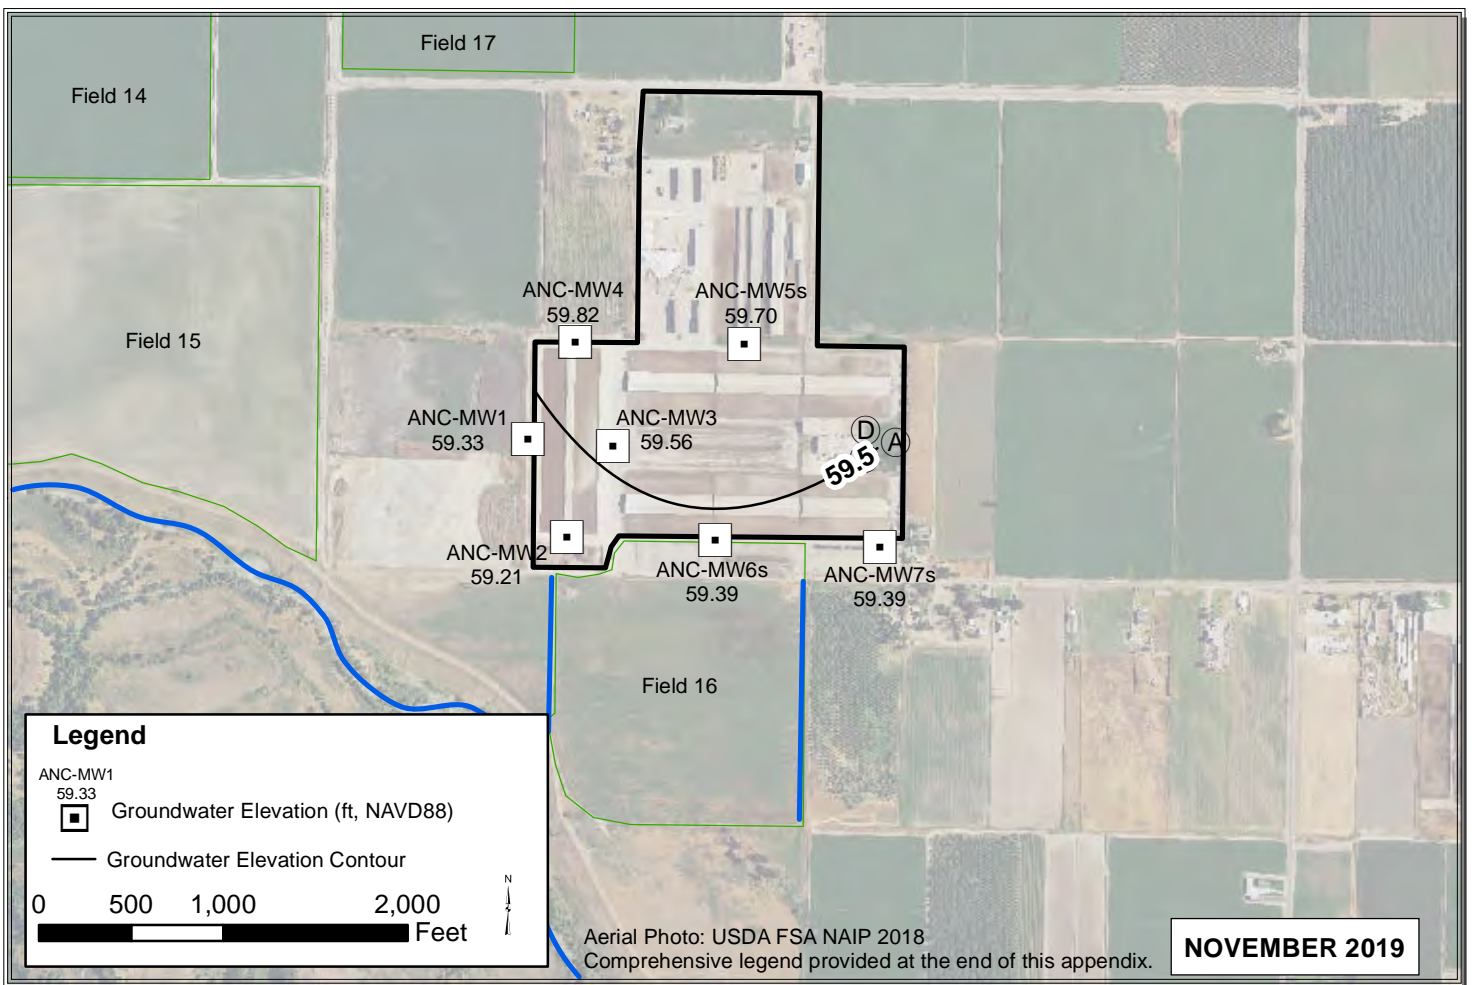 Field 17
Field 14
Field 15
ANC-MW4
59.82
ANC-MW5s
59.70
ANC-MW1
59.33
ANC-MW3
59.56
D
A
59.5
ANC-MW2
59.21
ANC-MW6s
59.39
ANC-MW7s
59.39
Field 16
Legend
ANC-MW1
59.33
Groundwater Elevation (ft, NAVD88)
Groundwater Elevation Contour
N
0 500 1,000 2,000
Feet
Aerial Photo: USDA FSA NAIP 2018
Comprehensive legend provided at the end of this appendix.
NOVEMBER 2019